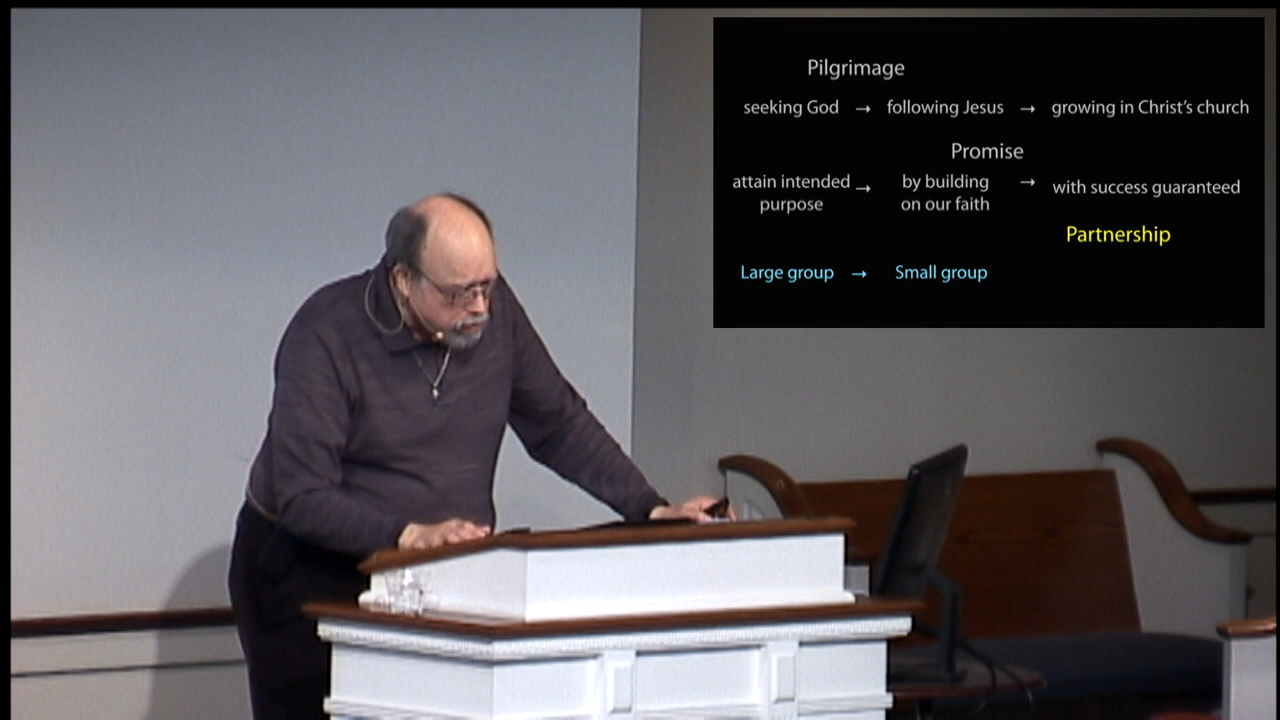 Pilgrimage
seeking God → following Jesus → growing in Christ's church
Promise
attain intended → by building → with success guaranteed
purpose on our faith
Partnership
Large group → Small group